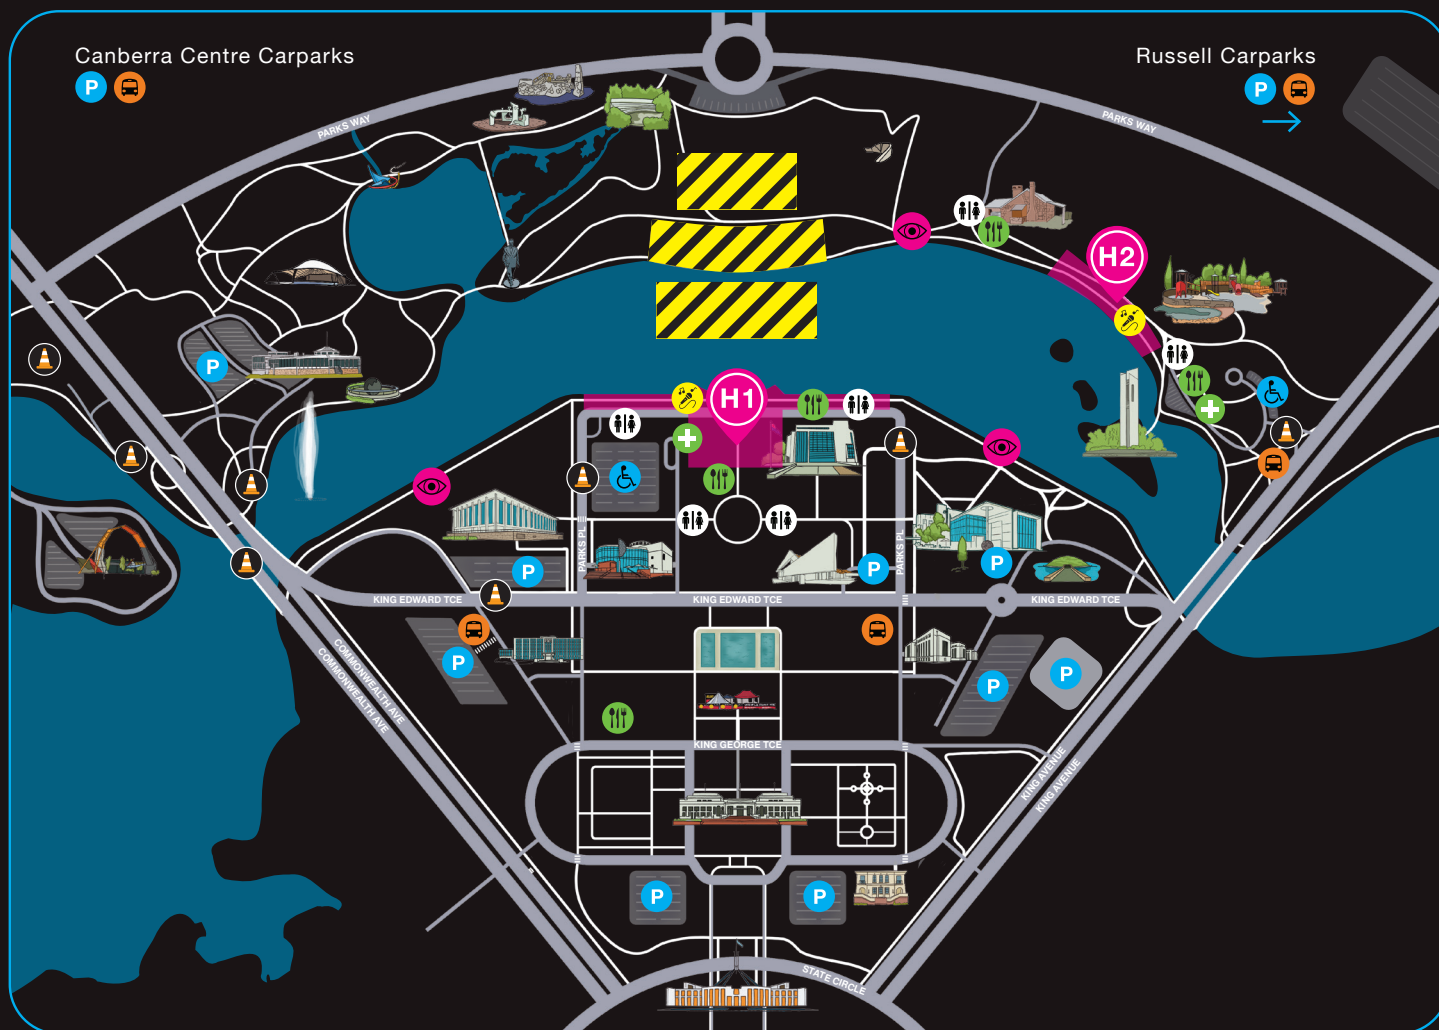 Canberra Centre Carparks
P
Russell Carparks
P
PARKS WAY
PARKS WAY
H2
P
H1
PARKS PL
PARKS PL
P
P
P
KING EDWARD TCE
KING EDWARD TCE
KING EDWARD TCE
P
P
P
COMMONWEALTH AVE
COMMONWEALTH AVE
KING GEORGE TCE
KING AVENUE
KING AVENUE
P
P
STATE CIRCLE